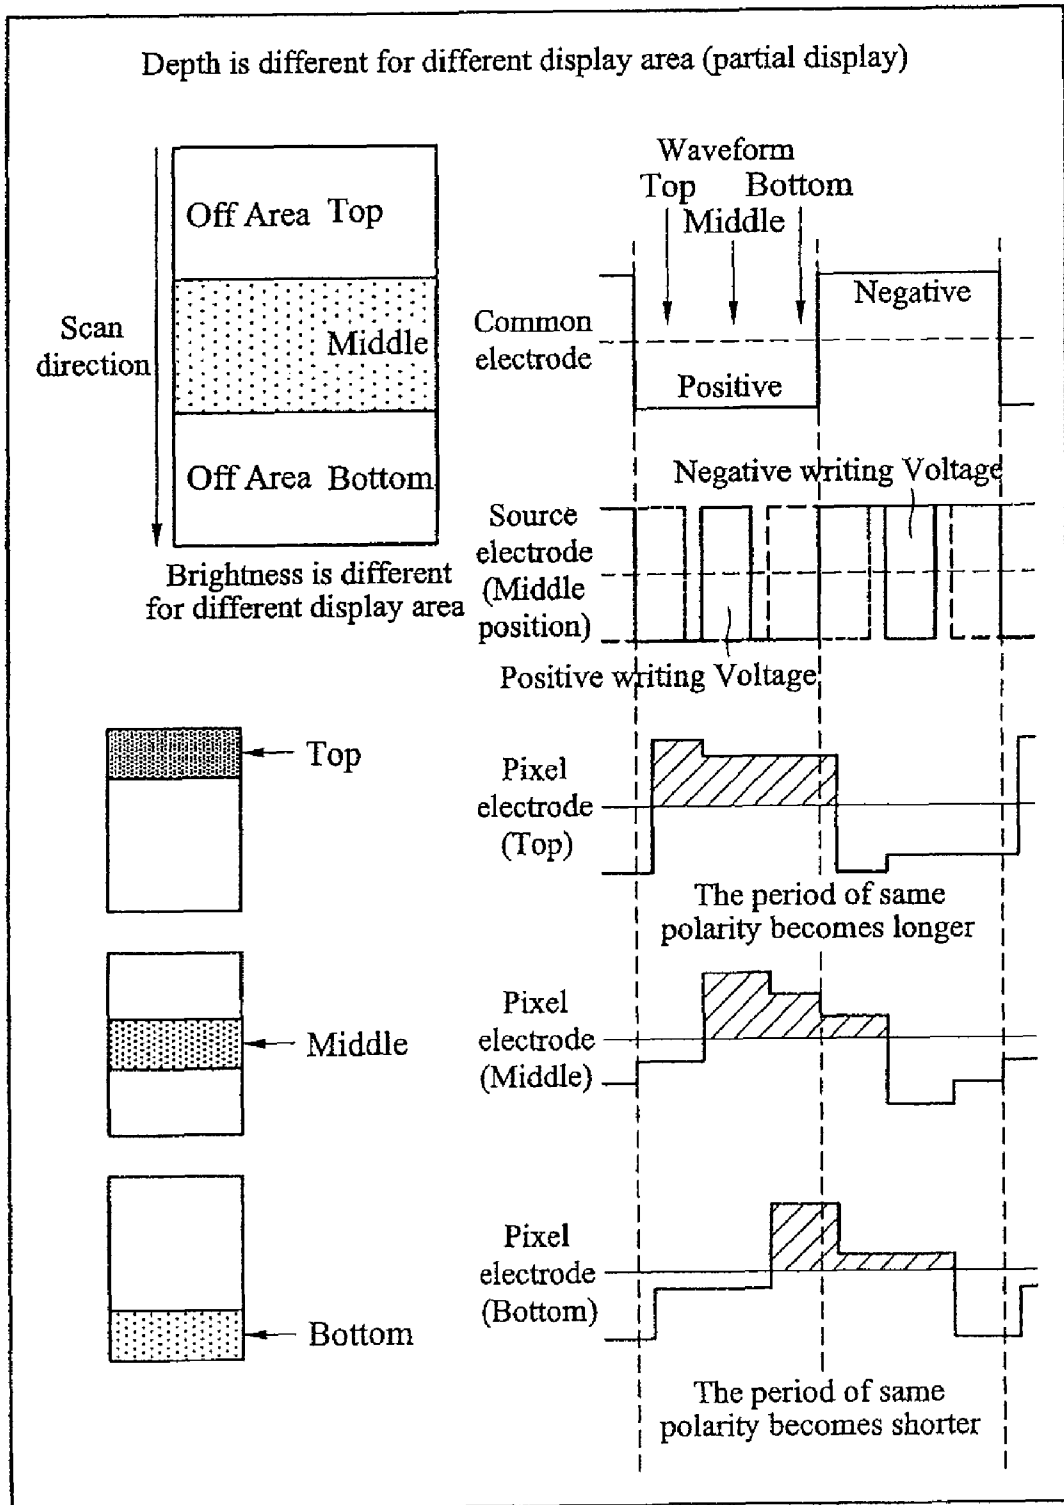 Depth is different for different display area (partial display)
Scan
direction
Off Area Top
Middle
Off Area Bottom
Brightness is different
for different display area
Waveform
Top
Bottom
Middle
Common
electrode
Negative
Positive
Negative writing Voltage
Source
electrode
(Middle
position)
Positive writing Voltage
Top
Pixel
electrode
(Top)
The period of same
polarity becomes longer
Middle
Pixel
electrode
(Middle)
Bottom
Pixel
electrode
(Bottom)
The period of same
polarity becomes shorter